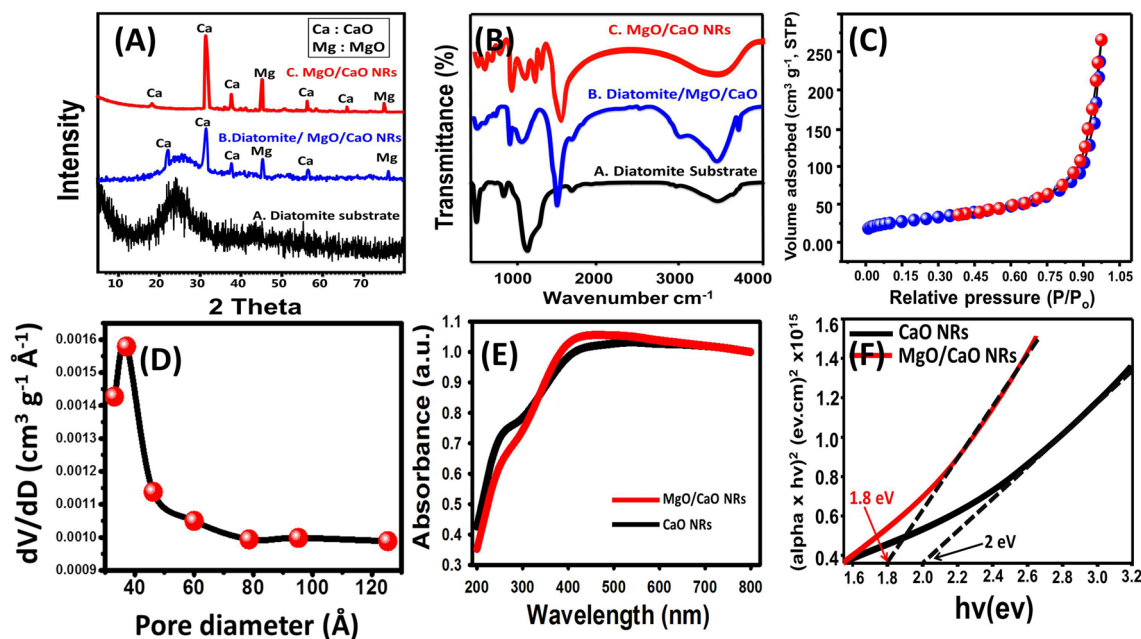 (A)
Ca : CaO
Mg : MgO
Ca
C. MgO/CaO NRs
Ca
Ca
Mg
Ca
Ca
Mg
B.Diatomite/ MgO/CaO NRs
Ca
Ca
Ca
Mg
Ca
Mg
A. Diatomite substrate
Intensity
5 15 25 35 45 55 65 75
2 Theta
(B)
C. MgO/CaO NRs
B. Diatomite/MgO/CaO
A. Diatomite Substrate
Transmittance (%)
1000 2000 3000 4000
Wavenumber cm-1
(C)
Volume adsorbed (cm3 g-1, STP)
250
200
150
100
50
0.00
0.00 0.15 0.30 0.45 0.60 0.75 0.90 1.05
Relative pressure (P/Po)
(D)
dV/dD (cm3 g-1 Å-1)
0.0016
0.0015
0.0014
0.0013
0.0012
0.0011
0.0010
0.0009
40 60 80 100 120
Pore diameter (Å)
(E)
Absorbance (a.u.)
1.1
1.0
0.9
0.8
0.7
0.6
0.5
0.4
0.3
MgO/CaO NRs
CaO NRs
200 300 400 500 600 700 800
Wavelength (nm)
(F)
CaO NRs
MgO/CaO NRs
(alpha x hv)2 (ev.cm)2 x1015
1.6
1.4
1.2
1.0
0.8
0.6
0.4
1.8 eV
2 eV
1.6 1.8 2.0 2.2 2.4 2.6 2.8 3.0 3.2
hv(ev)